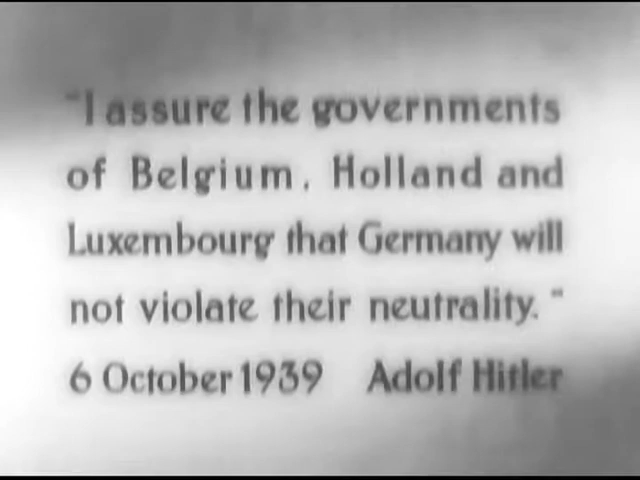 "I assure the governments
of Belgium, Holland and
Luxembourg that Germany will
not violate their neutrality."
6 October 1939 Adolf Hitler